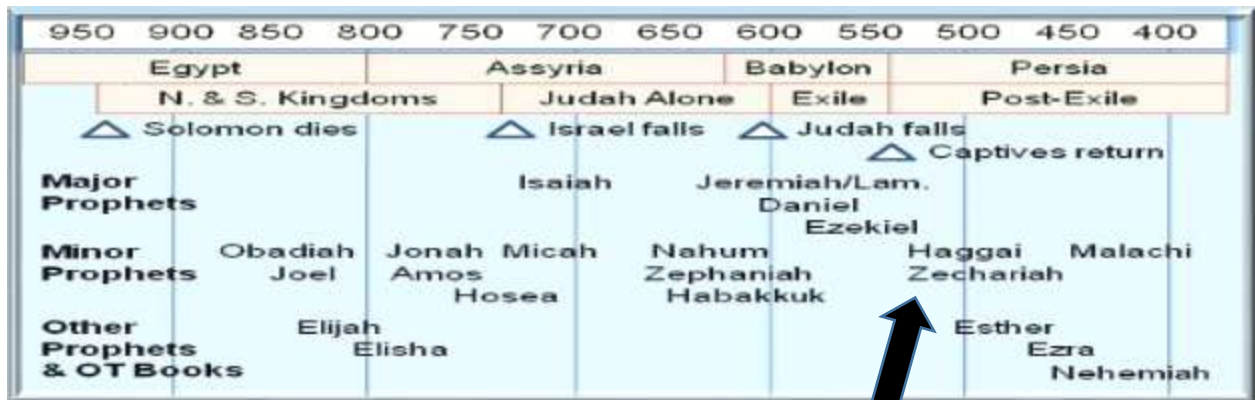 950 900 850 800 750 700 650 600 550 500 450 400
Egypt Assyria Babylon Persia
N. & S. Kingdoms Judah Alone Exile Post-Exile
Solomon dies Israel falls Judah falls
Captives return
Major Isaiah Jeremiah/Lam.
Prophets Daniel
Ezekiel
Minor Obadiah Jonah Micah Nahum Haggai Malachi
Prophets Joel Amos Zephaniah Zechariah
Hosea Habakkuk
Other Elijah Esther
Prophets Elisha Ezra
& OT Books Nehemiah